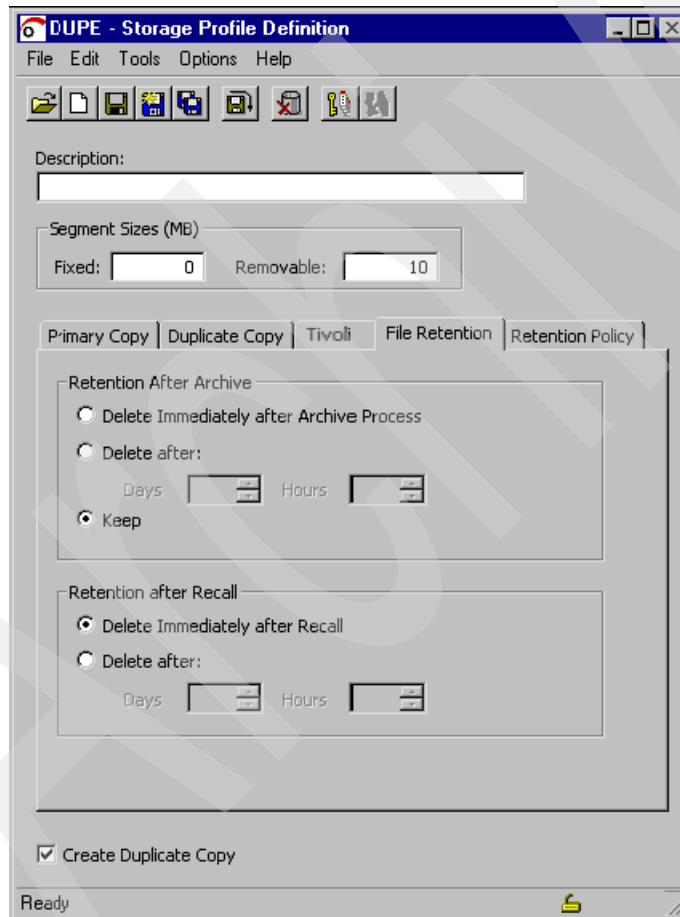 DUPE - Storage Profile Definition
File Edit Tools Options Help
Description:
Segment Sizes (MB)
Fixed: 0 Removable: 10
Primary Copy Duplicate Copy Tivoli File Retention Retention Policy
Retention After Archive
Delete Immediately after Archive Process
Delete after:
Days Hours
Keep
Retention after Recall
Delete Immediately after Recall
Delete after:
Days Hours
Create Duplicate Copy
Ready